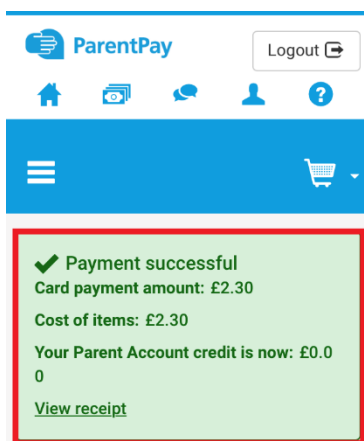 ParentPay
Logout
Payment successful
Card payment amount: £2.30
Cost of items: £2.30
Your Parent Account credit is now: £0.0
0
View receipt